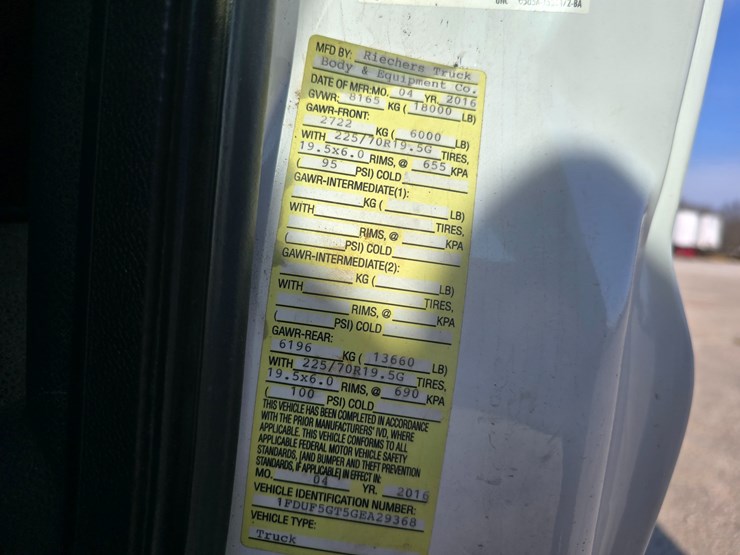 MFD BY: Riechers Truck
Body & Equipment Co.
DATE OF MFR:MO. 04 YR. 2016
GVWR: 8165 KG ( 18000 LB)
GAWR-FRONT:
2722 KG ( 6000 LB)
WITH 225/70R19.5G TIRES,
19.5x6.0 RIMS, @ 655 KPA
( 95 PSI) COLD
GAWR-INTERMEDIATE(1):
KG ( LB)
WITH TIRES,
RIMS, @ KPA
( PSI) COLD
GAWR-INTERMEDIATE(2):
KG ( LB)
WITH TIRES,
RIMS, @ KPA
( PSI) COLD
GAWR-REAR:
6196 KG ( 13660 LB)
WITH 225/70R19.5G TIRES,
19.5x6.0 RIMS, @ 690 KPA
( 100 PSI) COLD
THIS VEHICLE HAS BEEN COMPLETED IN ACCORDANCE
WITH THE PRIOR MANUFACTURERS' IVD, WHERE
APPLICABLE. THIS VEHICLE CONFORMS TO ALL
APPLICABLE FEDERAL MOTOR VEHICLE SAFETY
STANDARDS, (AND BUMPER AND THEFT PREVENTION
STANDARDS, IF APPLICABLE) IN EFFECT IN:
MO. 04 YR. 2016
VEHICLE IDENTIFICATION NUMBER:
1FDUF5GT5GEA29368
VEHICLE TYPE:
Truck